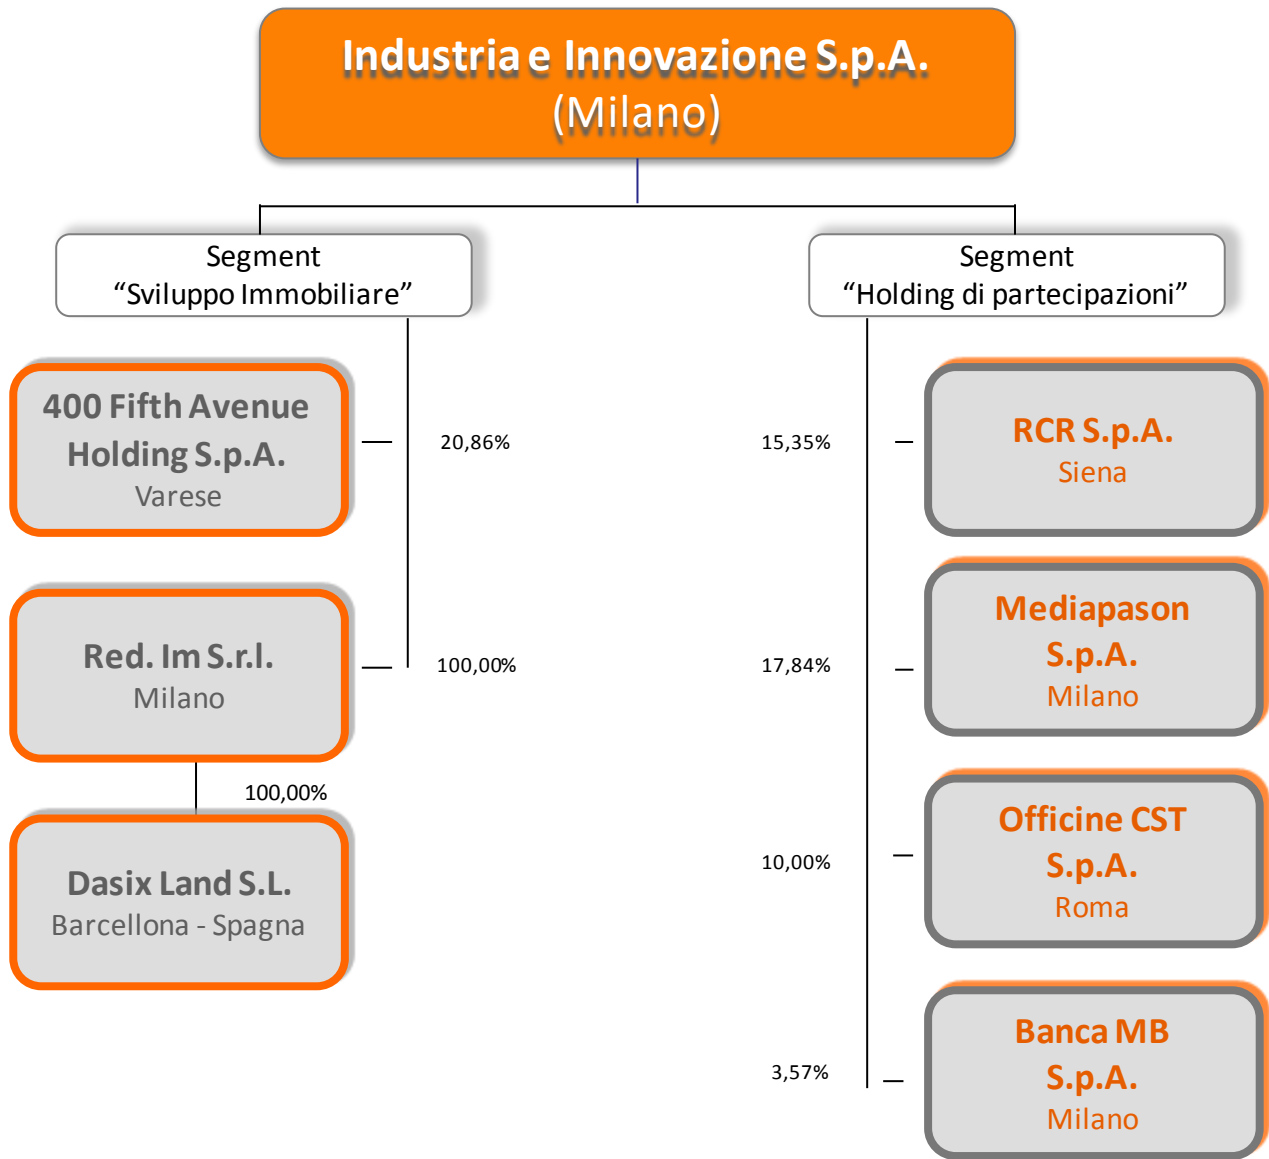 Industria e Innovazione S.p.A.
(Milano)
Segment
“Sviluppo Immobiliare”
400 Fifth Avenue
Holding S.p.A.
Varese
20,86%
Red. Im S.r.l.
Milano
100,00%
100,00%
Dasix Land S.L.
Barcellona - Spagna
Segment
“Holding di partecipazioni”
15,35%
RCR S.p.A.
Siena
17,84%
Mediapason
S.p.A.
Milano
10,00%
Officine CST
S.p.A.
Roma
3,57%
Banca MB
S.p.A.
Milano